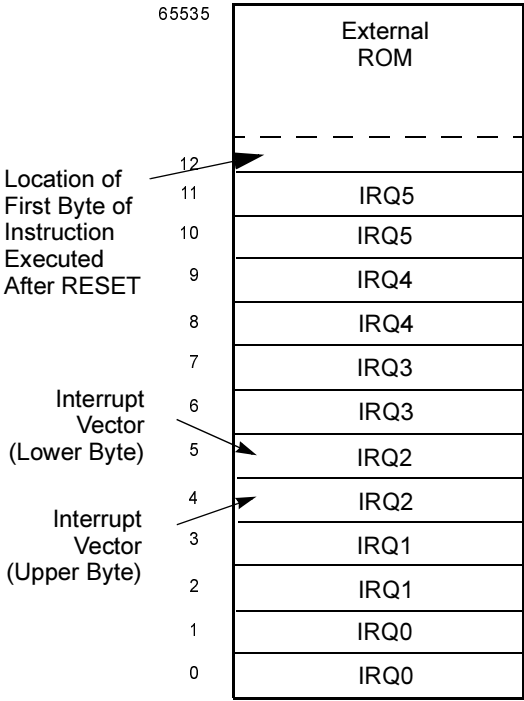 65535
External
ROM
12
Location of
First Byte of
Instruction
Executed
After RESET
11 IRQ5
10 IRQ5
9 IRQ4
8 IRQ4
7 IRQ3
Interrupt
Vector
(Lower Byte)
6 IRQ3
5 IRQ2
4 IRQ2
Interrupt
Vector
(Upper Byte)
3 IRQ1
2 IRQ1
1 IRQ0
0 IRQ0